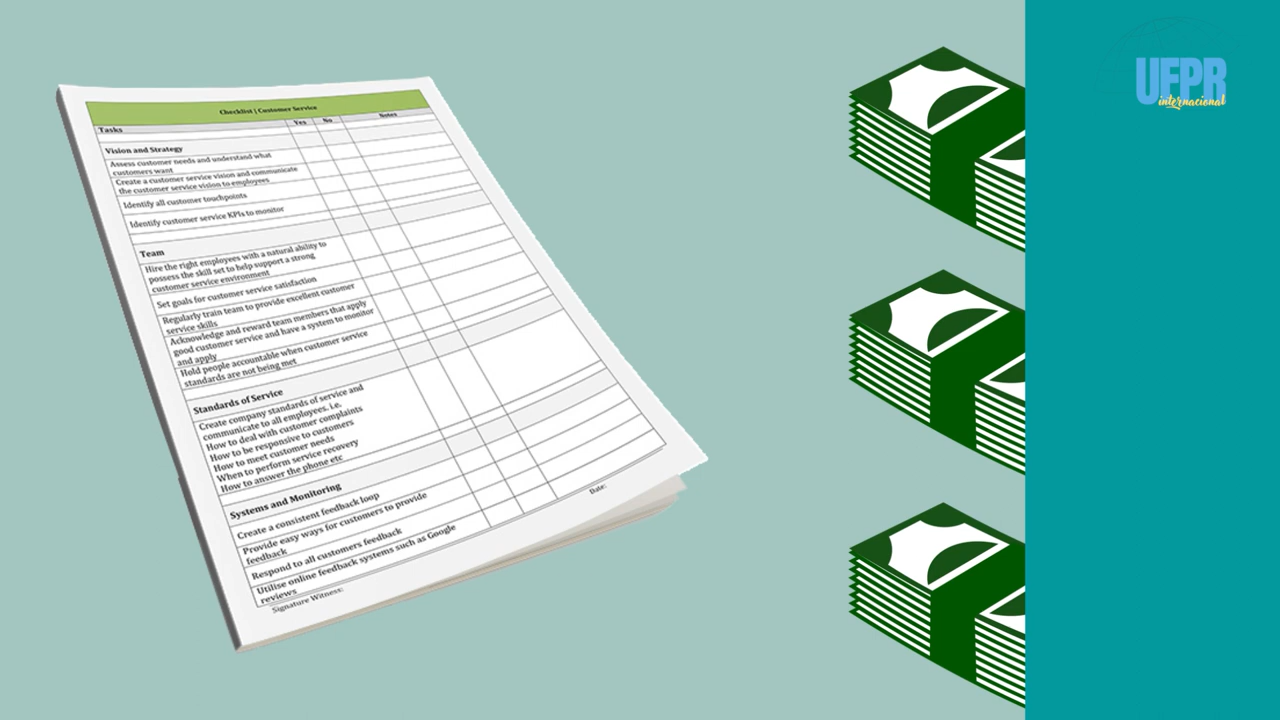 UFPR
internacional
Checklist | Customer Service
Tasks Yes No Notes
Vision and Strategy
Assess customer needs and understand what
customers want
Create a customer service vision and communicate
the customer service vision to employees
Identify all customer touchpoints
Identify customer service KPIs to monitor
Team
Hire the right employees with a natural ability to
possess the skill set to help support a strong
customer service environment
Set goals for customer service satisfaction
Regularly train team to provide excellent customer
service skills
Acknowledge and reward team members that apply
good customer service and have a system to monitor
and apply
Hold people accountable when customer service
standards are not being met
Standards of Service
Create company standards of service and
communicate to all employees. i.e.
How to deal with customer complaints
How to be responsive to customers
How to meet customer needs
When to perform service recovery
How to answer the phone etc
Systems and Monitoring
Create a consistent feedback loop
Provide easy ways for customers to provide
feedback
Respond to all customers feedback
Utilise online feedback systems such as Google
reviews
Signature Witness: Date: